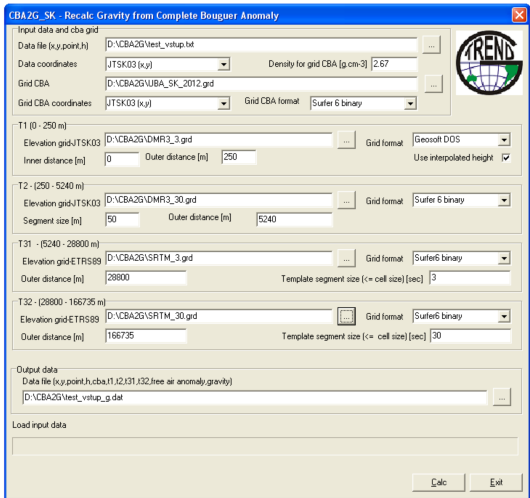 CBA2G_SK - Recalc Gravity from Complete Bouguer Anomaly
Input data and cba grid
Data file (x,y,point,h) D:\CBA2G\test_vstup.txt ...
Data coordinates JTSK03 (x,y) Density for grid CBA [g.cm-3] 2.67
Grid CBA D:\CBA2G\UBA_SK_2012.grd ...
Grid CBA coordinates JTSK03 (x,y) Grid CBA format Surfer 6 binary
TREND
T1 (0 - 250 m)
Elevation grid-JTSK03 D:\CBA2G\DMR3_3.grd ... Grid format Geosoft DOS
Inner distance [m] 0 Outer distance [m] 250 Use interpolated height
T2 - (250 - 5240 m)
Elevation grid-JTSK03 D:\CBA2G\DMR3_30.grd ... Grid format Surfer 6 binary
Segment size [m] 50 Outer distance [m] 5240
T31 - (5240 - 28800 m)
Elevation grid-ETRS89 D:\CBA2G\SRTM_3.grd ... Grid format Surfer6 binary
Outer distance [m] 28800 Template segment size (<= cell size) [sec] 3
T32 - (28800 - 166735 m)
Elevation grid-ETRS89 D:\CBA2G\SRTM_30.grd ... Grid format Surfer6 binary
Outer distance [m] 166735 Template segment size (<= cell size) [sec] 30
Output data
Data file (x,y,point,h,cba,t1,t2,t31,t32,free air anomaly,gravity)
D:\CBA2G\test_vstup_g.dat ...
Load input data
Calc Exit